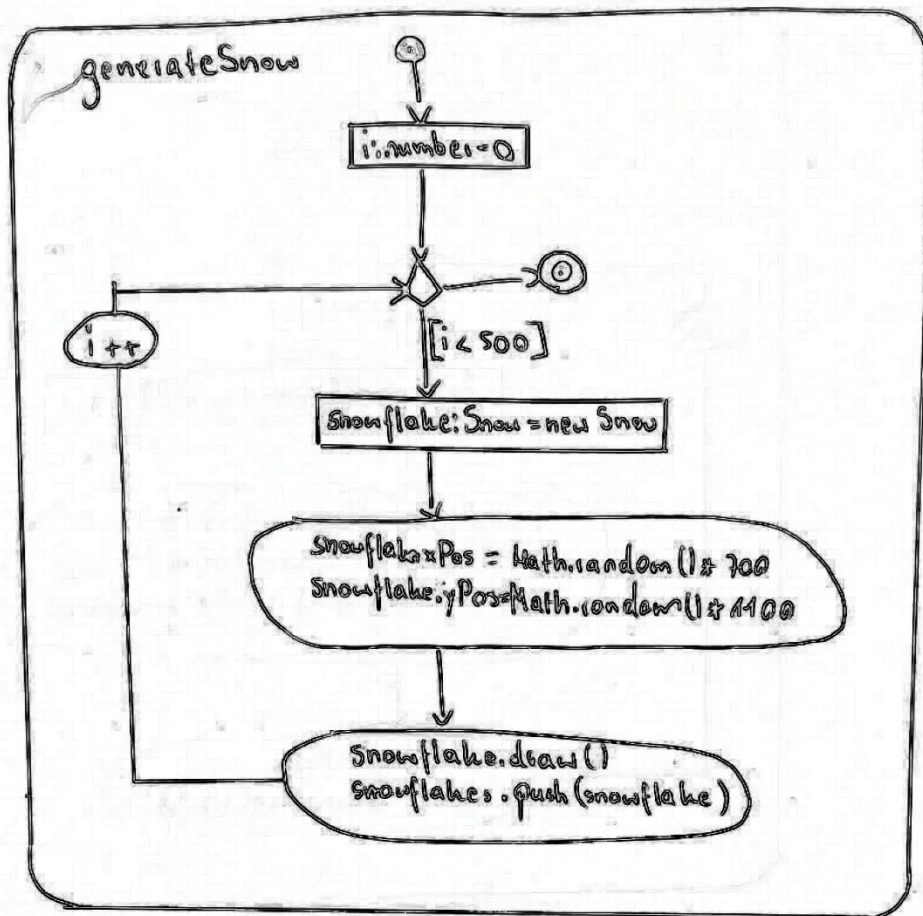 generateSnow
i:number=0
[i < 500]
i++
snowflake:Snow=new Snow
snowflake.xPos = Math.random()* 700
snowflake.yPos=Math.random()* 1100
snowflake.draw()
snowflakes.push(snowflake)